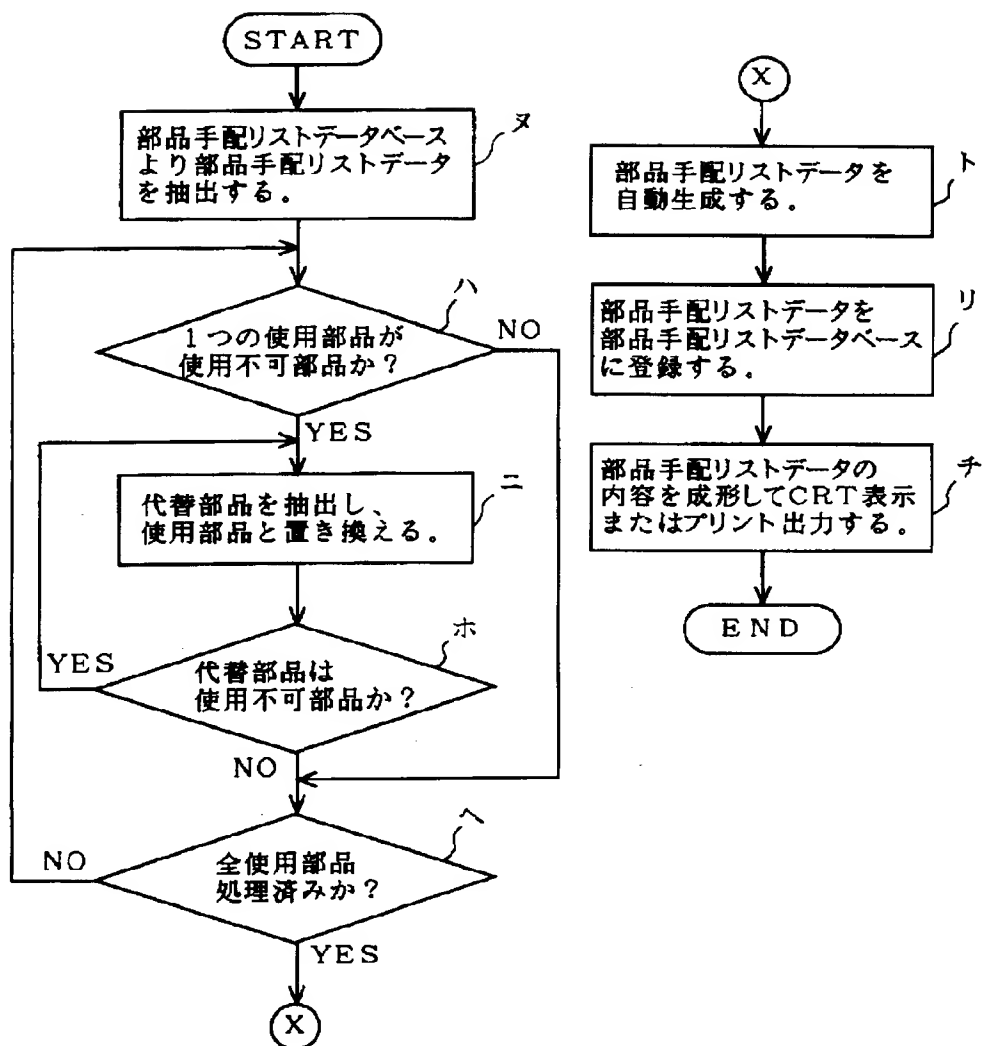 START
部品手配リストデータベース
より部品手配リストデータ
を抽出する。
ヌ
1つの使用部品が
使用不可部品か?
ハ
NO
YES
代替部品を抽出し、
使用部品と置き換える。
ニ
代替部品は
使用不可部品か?
ホ
YES
NO
全使用部品
処理済みか?
ヘ
NO
YES
X
X
部品手配リストデータを
自動生成する。
ト
部品手配リストデータを
部品手配リストデータベース
に登録する。
リ
部品手配リストデータの
内容を成形してCRT表示
またはプリント出力する。
チ
END